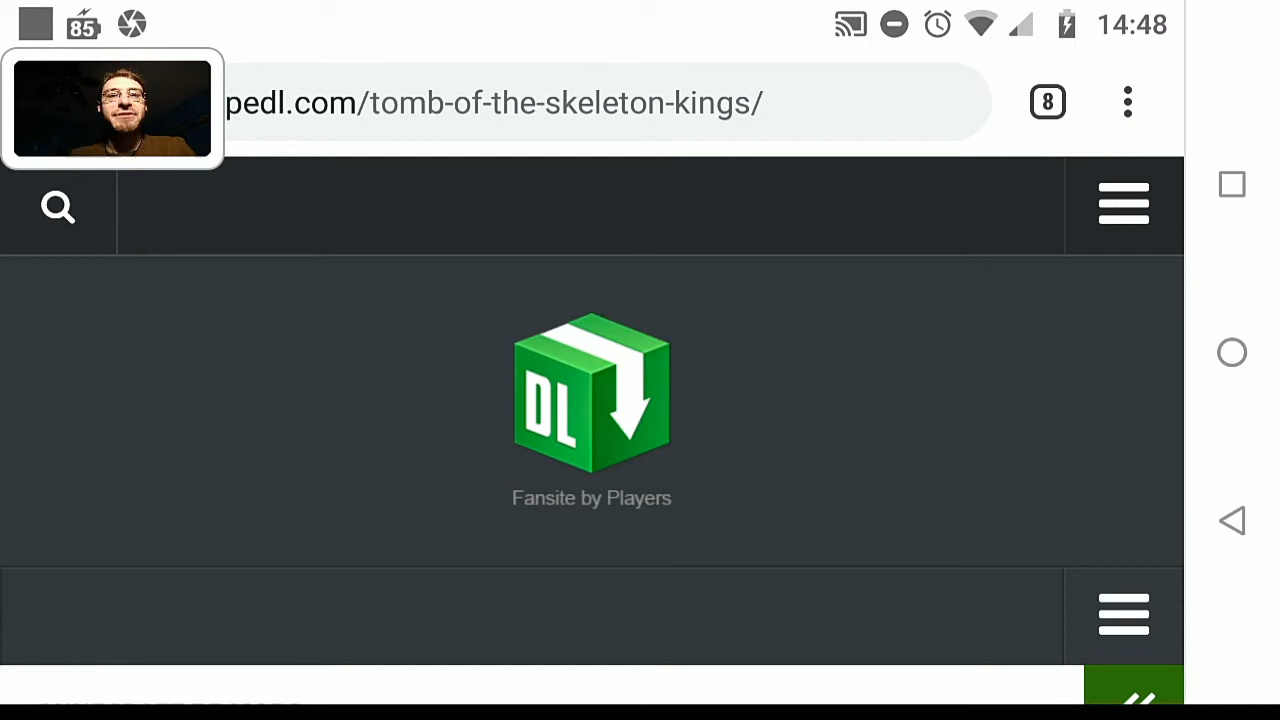 85
14:48
pedl.com/tomb-of-the-skeleton-kings/
8
DL
Fansite by Players